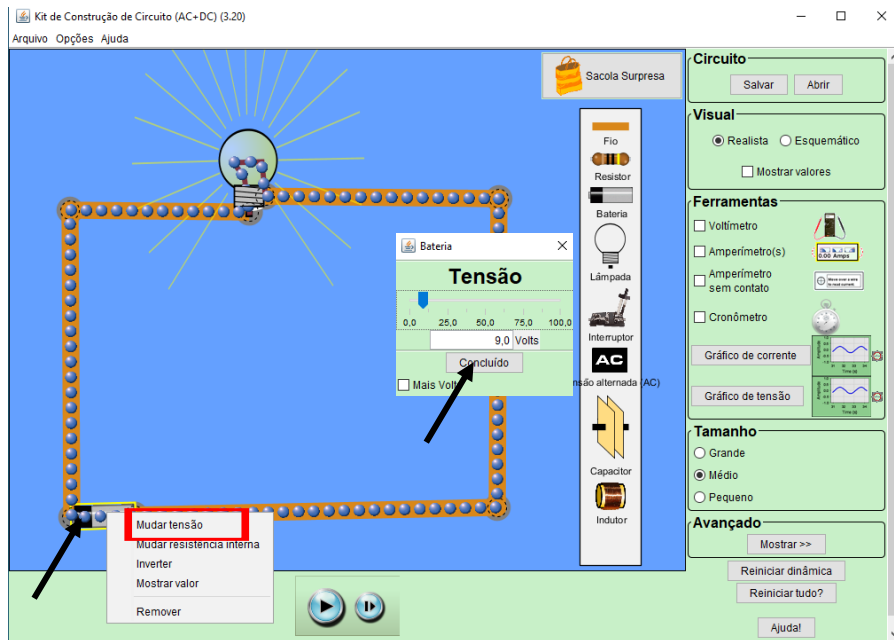 Kit de Construção de Circuito (AC+DC) (3.20)
Arquivo Opções Ajuda
Sacola Surpresa
Fio
Resistor
Bateria
Lâmpada
Interruptor
AC
são alternada (AC)
Capacitor
Indutor
Bateria
Tensão
0,0 25,0 50,0 75,0 100,0
9,0 Volts
Concluído
Mais Volt
Mudar tensão
Mudar resistência interna
Inverter
Mostrar valor
Remover
Circuito
Salvar Abrir
Visual
Realista Esquemático
Mostrar valores
Ferramentas
Voltímetro
Amperímetro(s)
0.00 Amps
Amperímetro
sem contato
Cronômetro
Gráfico de corrente
Gráfico de tensão
Tamanho
Grande
Médio
Pequeno
Avançado
Mostrar >>
Reiniciar dinâmica
Reiniciar tudo?
Ajuda!